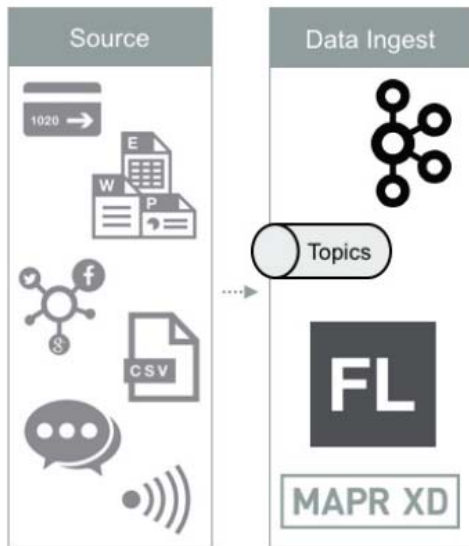 Source
1020
E
W
P
f
g
CSV
Data Ingest
Topics
FL
MAPR XD